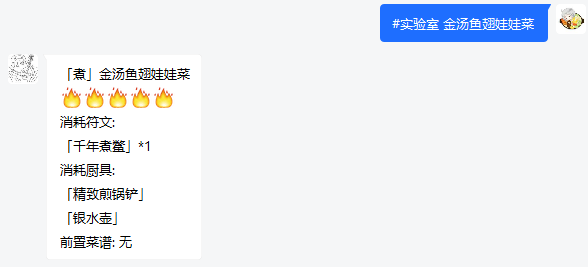 #实验室 金汤鱼翅娃娃菜
「煮」金汤鱼翅娃娃菜
🔥🔥🔥🔥🔥
消耗符文:
「千年煮鳖」*1
消耗厨具:
「精致煎锅铲」
「银水壶」
前置菜谱: 无